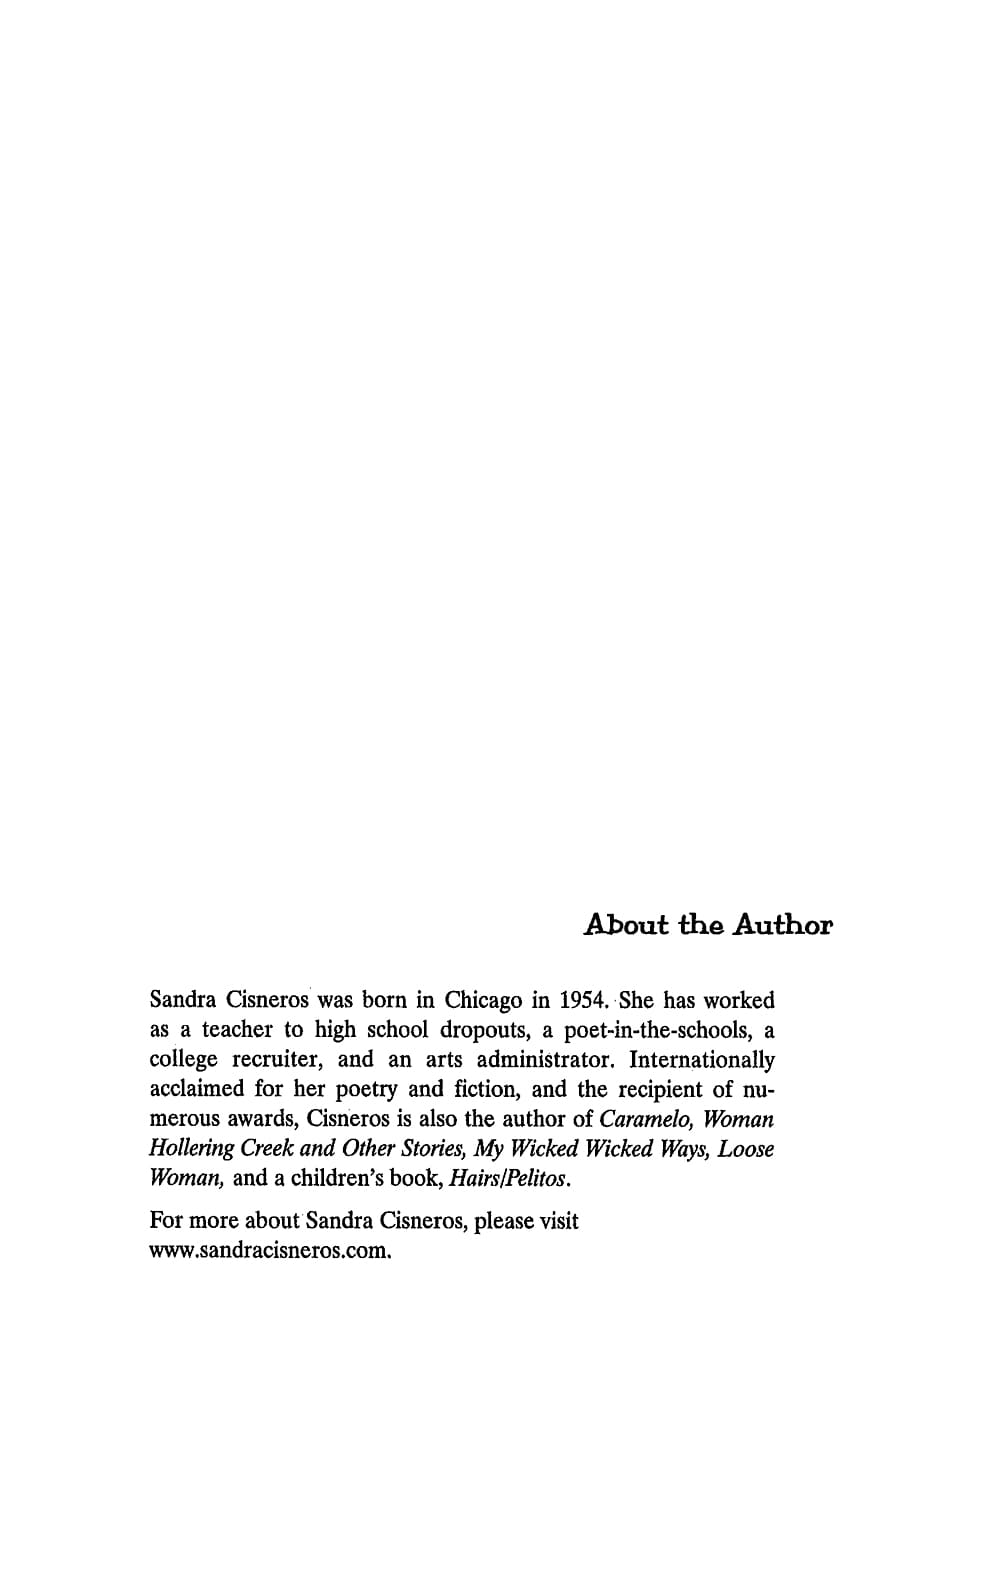 About the Author
Sandra Cisneros was born in Chicago in 1954. She has worked
as a teacher to high school dropouts, a poet-in-the-schools, a
college recruiter, and an arts administrator. Internationally
acclaimed for her poetry and fiction, and the recipient of nu-
merous awards, Cisneros is also the author of Caramelo, Woman
Hollering Creek and Other Stories, My Wicked Wicked Ways, Loose
Woman, and a children's book, Hairs/Pelitos.
For more about Sandra Cisneros, please visit
www.sandracisneros.com.